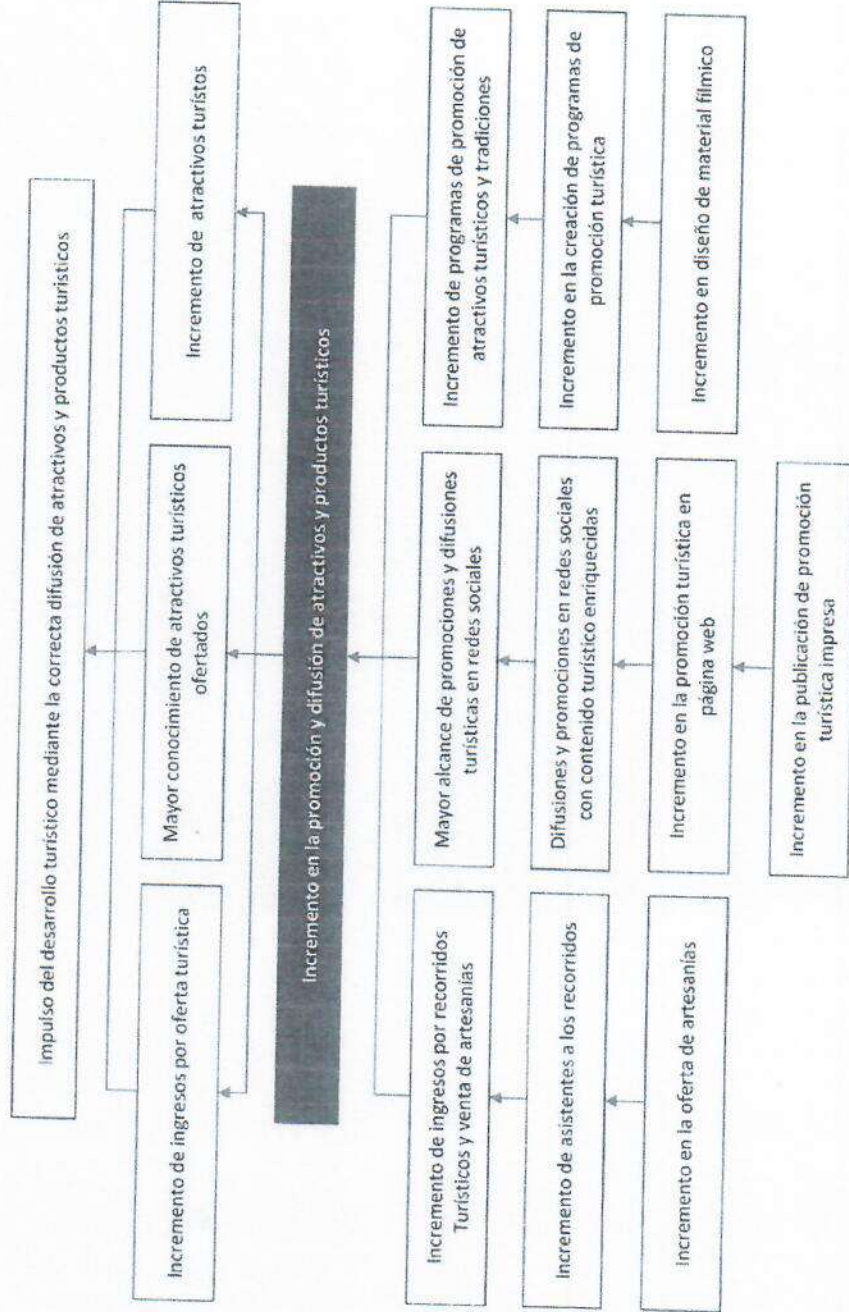 Impulso del desarrollo turístico mediante la correcta difusión de atractivos y productos turísticos
Incremento de ingresos por oferta turística
Mayor conocimiento de atractivos turísticos
ofertados
Incremento de atractivos turístos
Incremento en la promoción y difusión de atractivos y productos turísticos
Incremento de ingresos por recorridos
Turísticos y venta de artesanías
Mayor alcance de promociones y difusiones
turísticas en redes sociales
Incremento de programas de promoción de
atractivos turísticos y tradiciones
Incremento de asistentes a los recorridos
Difusiones y promociones en redes sociales
con contenido turístico enriquecidas
Incremento en la creación de programas de
promoción turística
Incremento en la oferta de artesanías
Incremento en la promoción turística en
página web
Incremento en diseño de material fílmico
Incremento en la publicación de promoción
turística impresa